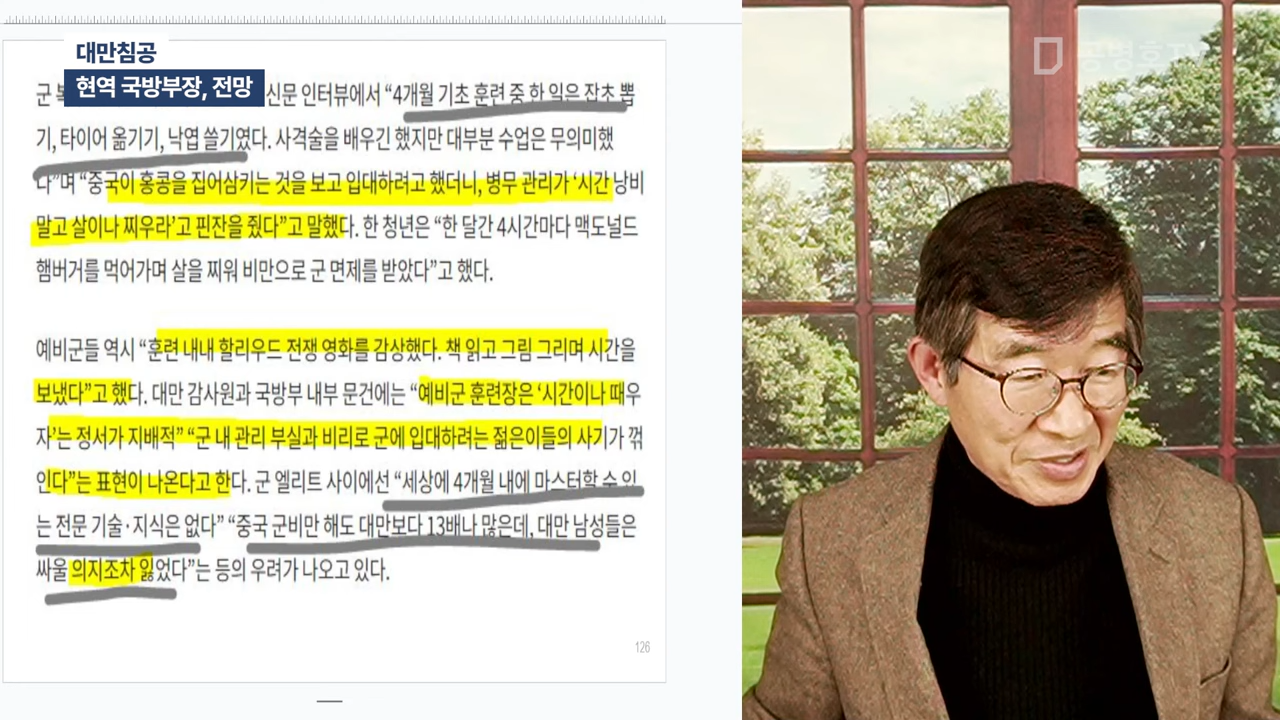 대만침공
현역 국방부장, 전망
공병호TV
군 신문 인터뷰에서 “4개월 기초 훈련 중 한 일은 잡초 뽑
기, 타이어 옮기기, 낙엽 쓸기였다. 사격술을 배우긴 했지만 대부분 수업은 무의미했
다”며 “중국이 홍콩을 집어삼키는 것을 보고 입대하려고 했더니, 병무 관리가 ‘시간 낭비
말고 살이나 찌우라’고 핀잔을 줬다”고 말했다. 한 청년은 “한 달간 4시간마다 맥도널드
햄버거를 먹어가며 살을 찌워 비만으로 군 면제를 받았다”고 했다.
예비군들 역시 “훈련 내내 할리우드 전쟁 영화를 감상했다. 책 읽고 그림 그리며 시간을
보냈다”고 했다. 대만 감사원과 국방부 내부 문건에는 “예비군 훈련장은 ‘시간이나 때우
자’는 정서가 지배적” “군 내 관리 부실과 비리로 군에 입대하려는 젊은이들의 사기가 꺾
인다”는 표현이 나온다고 한다. 군 엘리트 사이에선 “세상에 4개월 내에 마스터할 수 있
는 전문 기술·지식은 없다” “중국 군비만 해도 대만보다 13배나 많은데, 대만 남성들은
싸울 의지조차 잃었다”는 등의 우려가 나오고 있다.
126